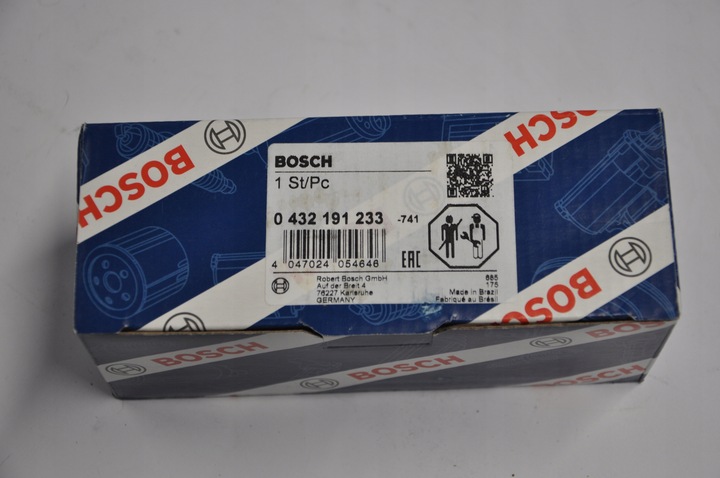 BOSCH
BOSCH
BOSCH
BOSCH
1 St/Pc
0 432 191 233 -741
4 047024 054646
EAC
Robert Bosch GmbH
Auf der Breit 4
76227 Karlsruhe
GERMANY
685
175
Made in Brazil
Fabriqué au Brésil
BOSCH
BOSCH
BOSCH